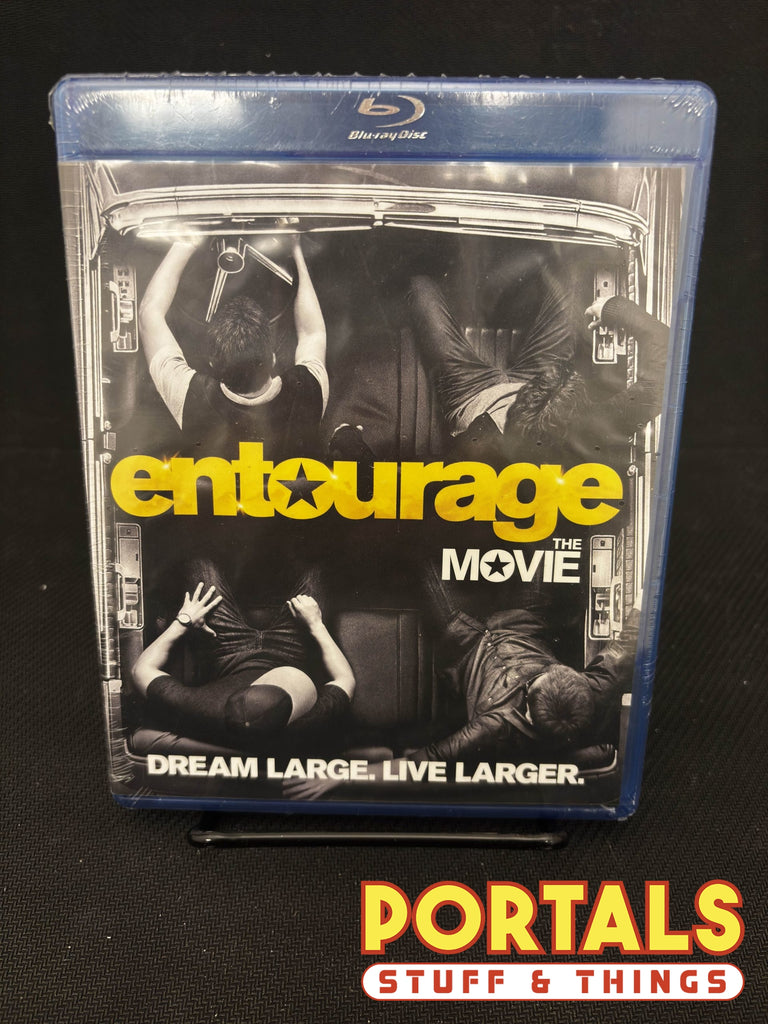 Blu-ray Disc
entourage
THE
MOVIE
DREAM LARGE. LIVE LARGER.
PORTALS
STUFF & THINGS